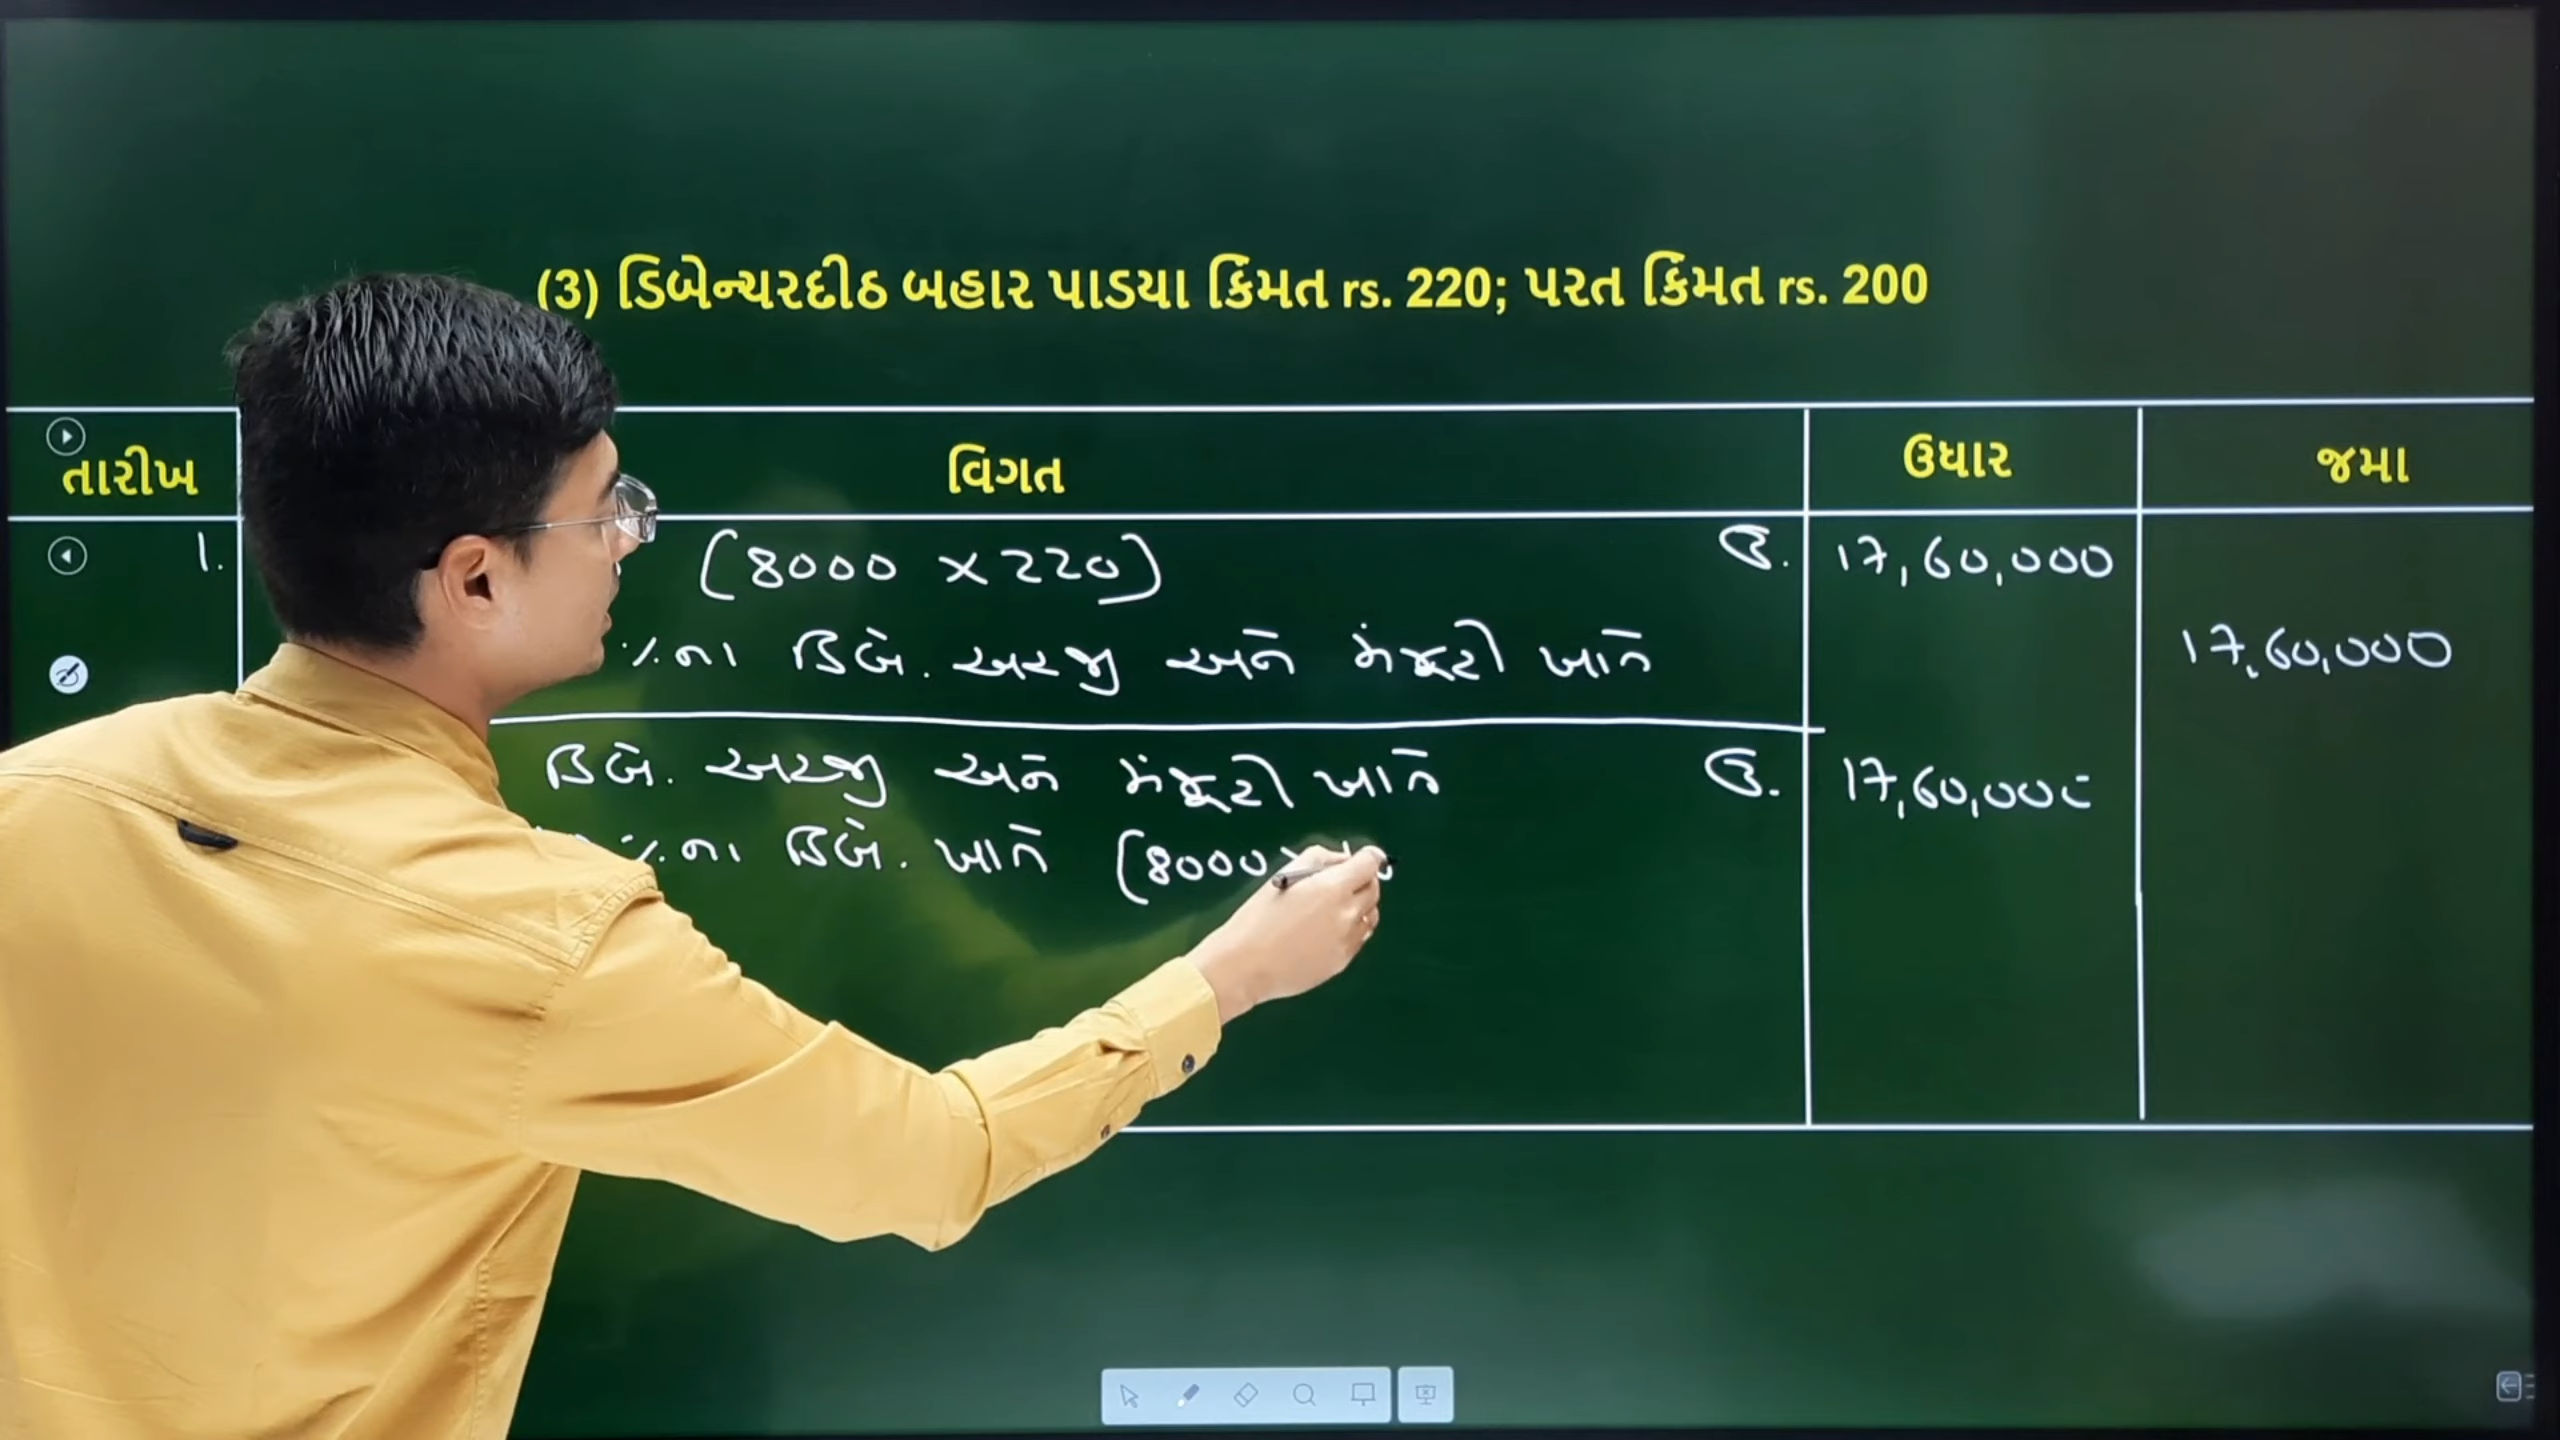 (3) ડિબેન્ચરદીઠ બહાર પાડયા કિંમત rs. 220; પરત કિંમત rs. 200
તારીખ વિગત ઉધાર જમા
1. (8000 × 220) ઉ. 17,60,000
%ના ડિબે. અરજી અને મંજૂરી ખાતે 17,60,000
ડિબે. અરજી અને મંજૂરી ખાતે ઉ. 17,60,000
%ના ડિબે. ખાતે (8000